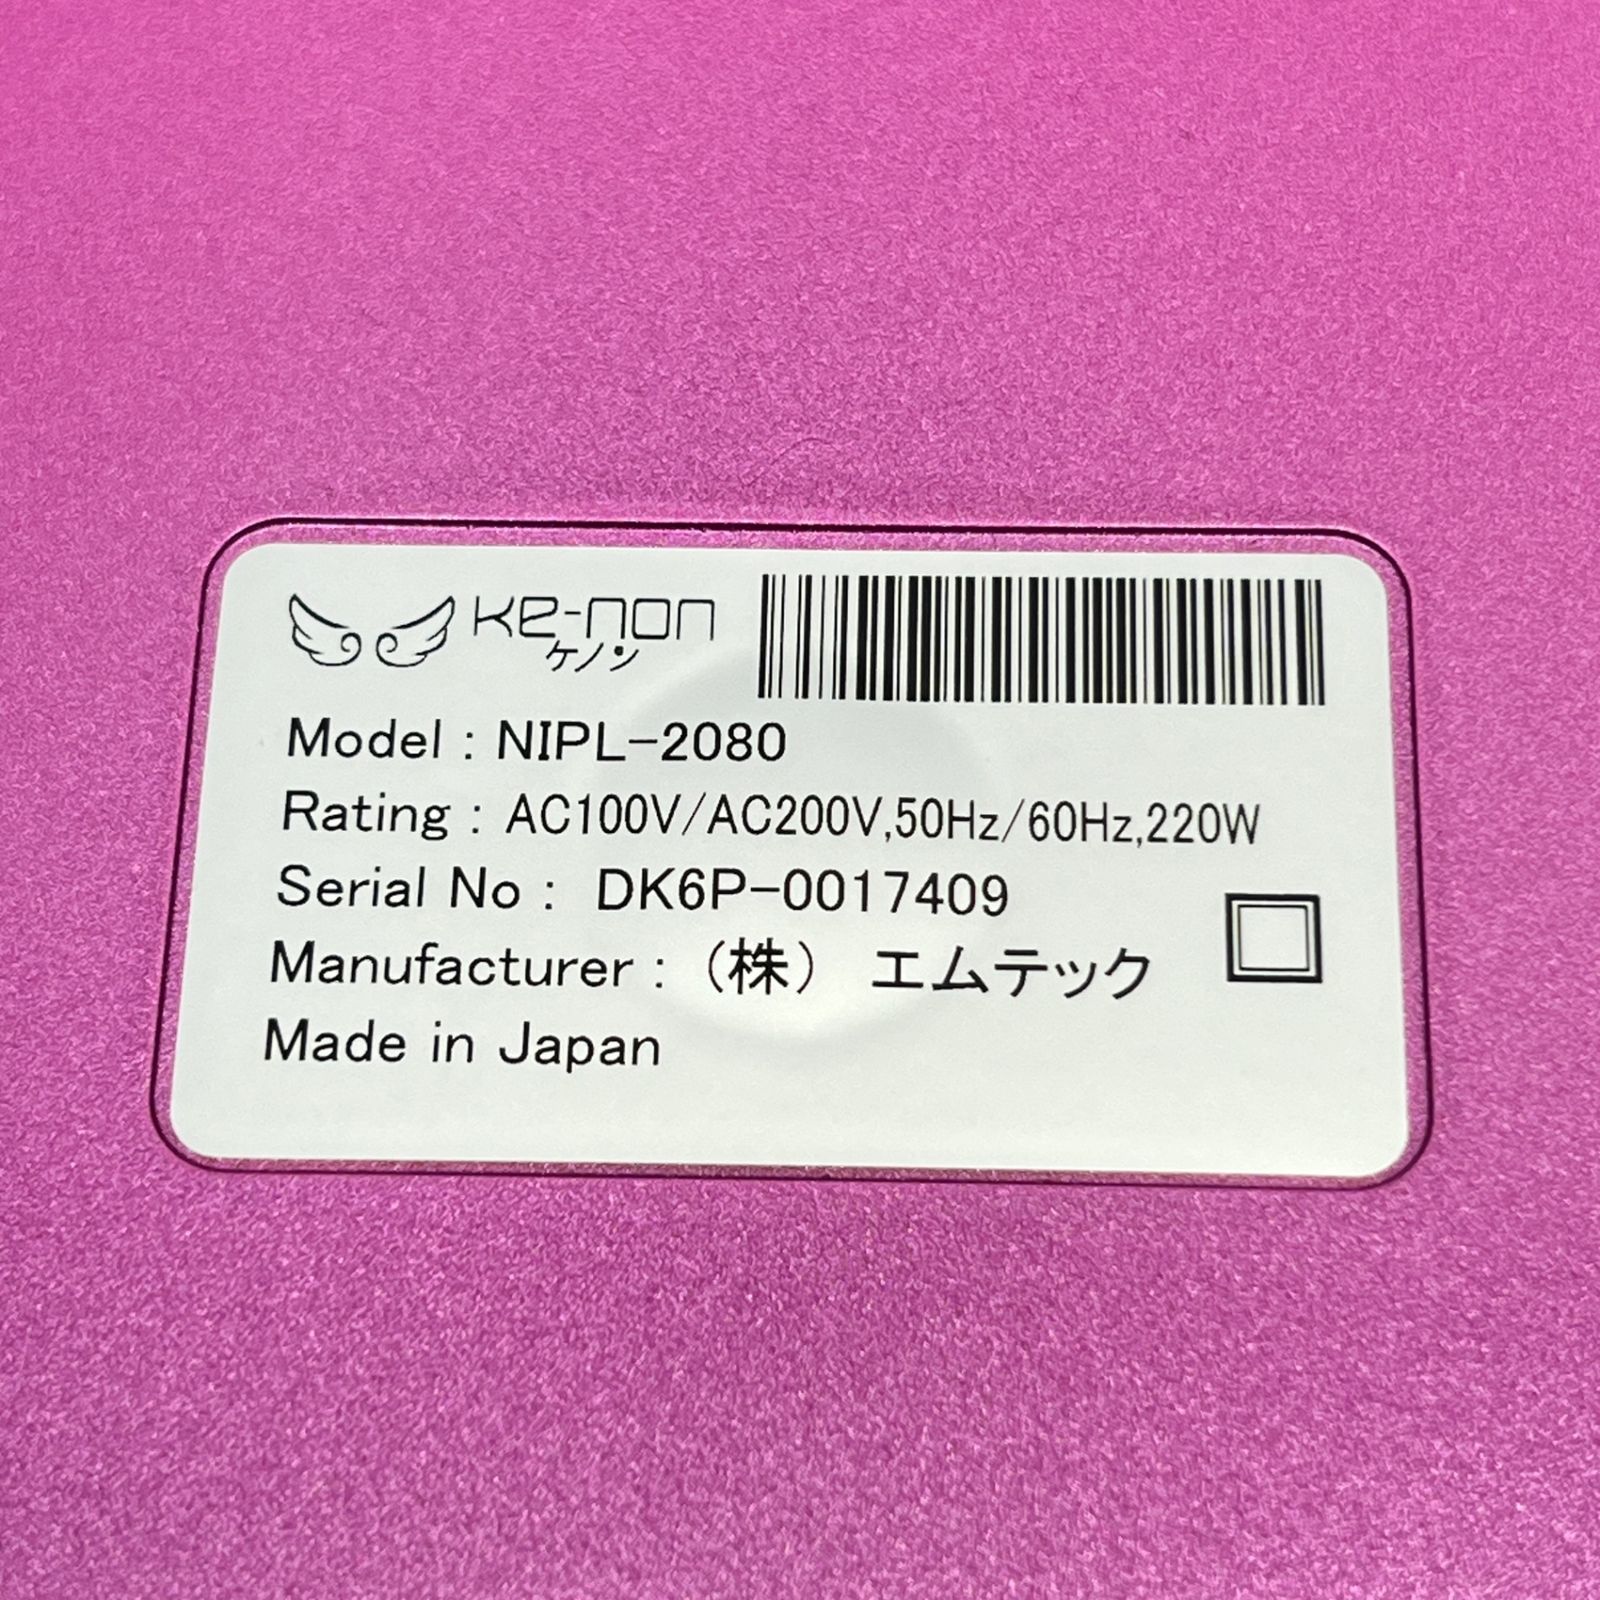 ke-non
ケノン
Model : NIPL-2080
Rating : AC100V/AC200V,50Hz/60Hz,220W
Serial No : DK6P-0017409
Manufacturer : （株） エムテック
Made in Japan